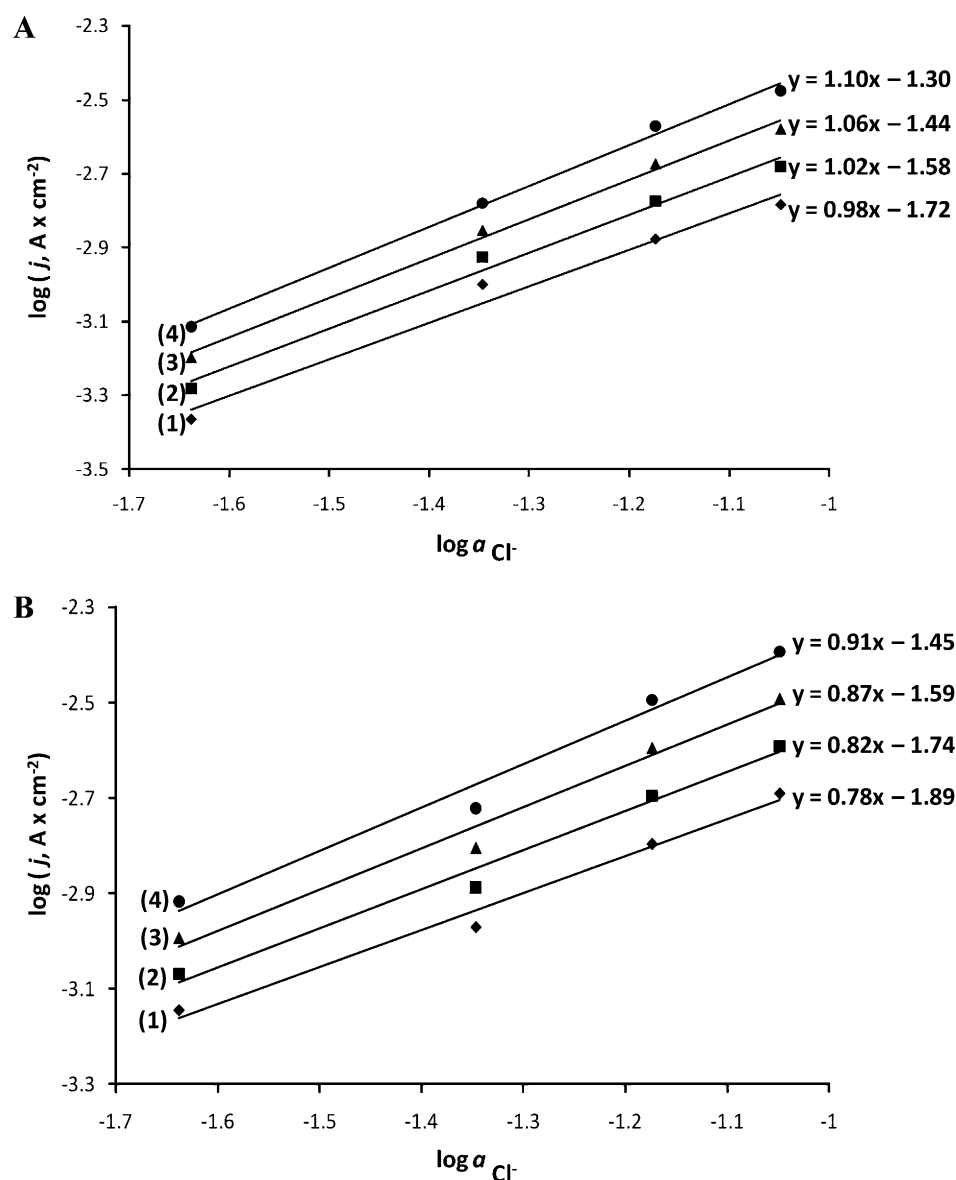 A
-2.3
-2.5
-2.7
-2.9
-3.1
-3.3
-3.5
log ( j, A x cm-2)
y = 1.10x – 1.30
y = 1.06x – 1.44
y = 1.02x – 1.58
y = 0.98x – 1.72
(4)
(3)
(2)
(1)
-1.7 -1.6 -1.5 -1.4 -1.3 -1.2 -1.1 -1
log a Cl-
B
-2.3
-2.5
-2.7
-2.9
-3.1
-3.3
log ( j, A x cm-2)
y = 0.91x – 1.45
y = 0.87x – 1.59
y = 0.82x – 1.74
y = 0.78x – 1.89
(4)
(3)
(2)
(1)
-1.7 -1.6 -1.5 -1.4 -1.3 -1.2 -1.1 -1
log a Cl-